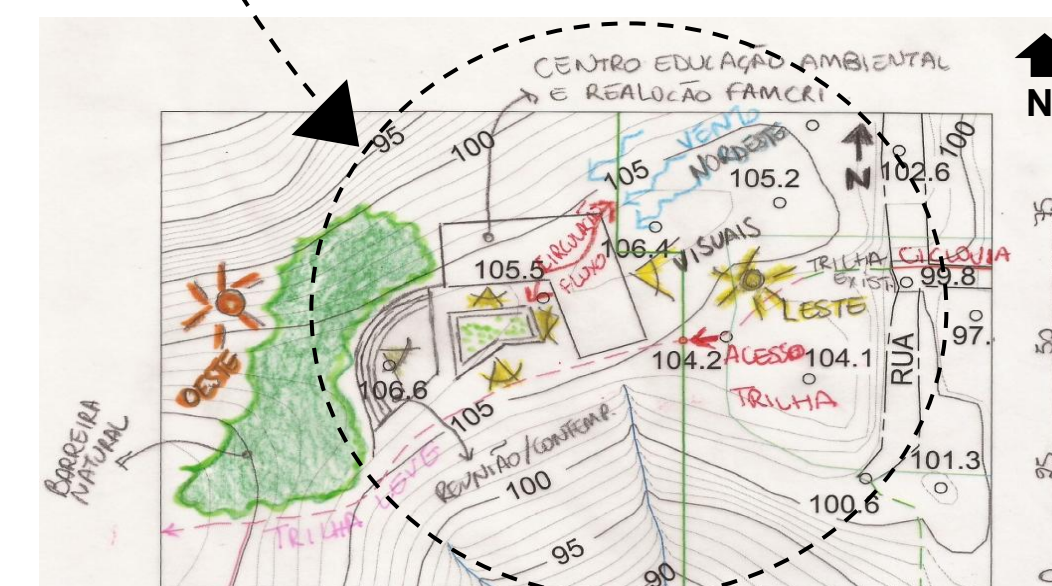 CENTRO EDUCAÇÃO AMBIENTAL
E REALOCÃO FAMCRI
N
95
100
VENTO
NORDESTE
105
105.2
N
102.6
100
106.4
VISUAIS
CIRCULAÇÃO
FLUXO
105.5
TRILHA
EXIST.
CICLOVIA
99.8
LESTE
OESTE
97.
104.2
ACESSO
TRILHA
104.1
RUA
106.6
105
BARREIRA
NATURAL
REUNIÃO/CONTEMP.
100
101.3
100.6
TRILHA LEVE
95
90